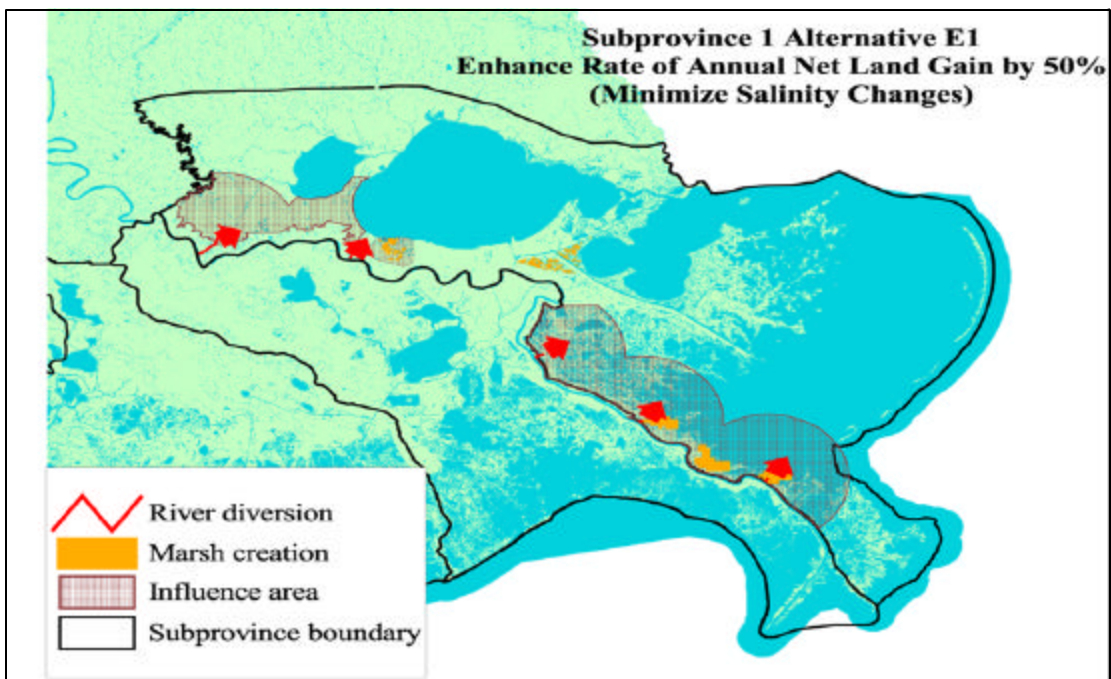 Subprovince 1 Alternative E1
Enhance Rate of Annual Net Land Gain by 50%
(Minimize Salinity Changes)
River diversion
Marsh creation
Influence area
Subprovince boundary